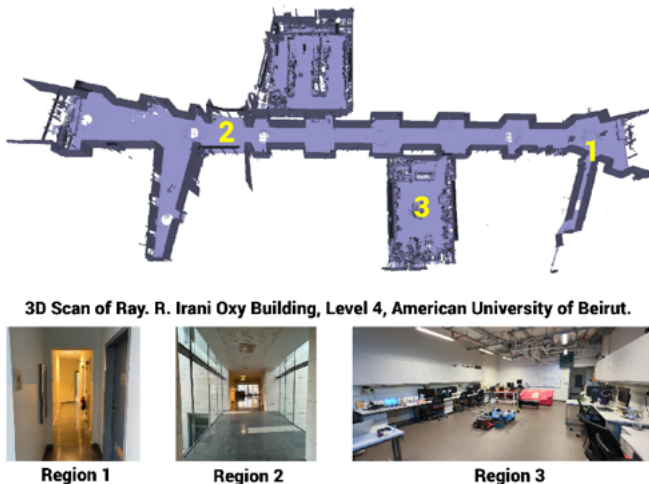 2
1
3
3D Scan of Ray. R. Irani Oxy Building, Level 4, American University of Beirut.
Region 1
Region 2
Region 3